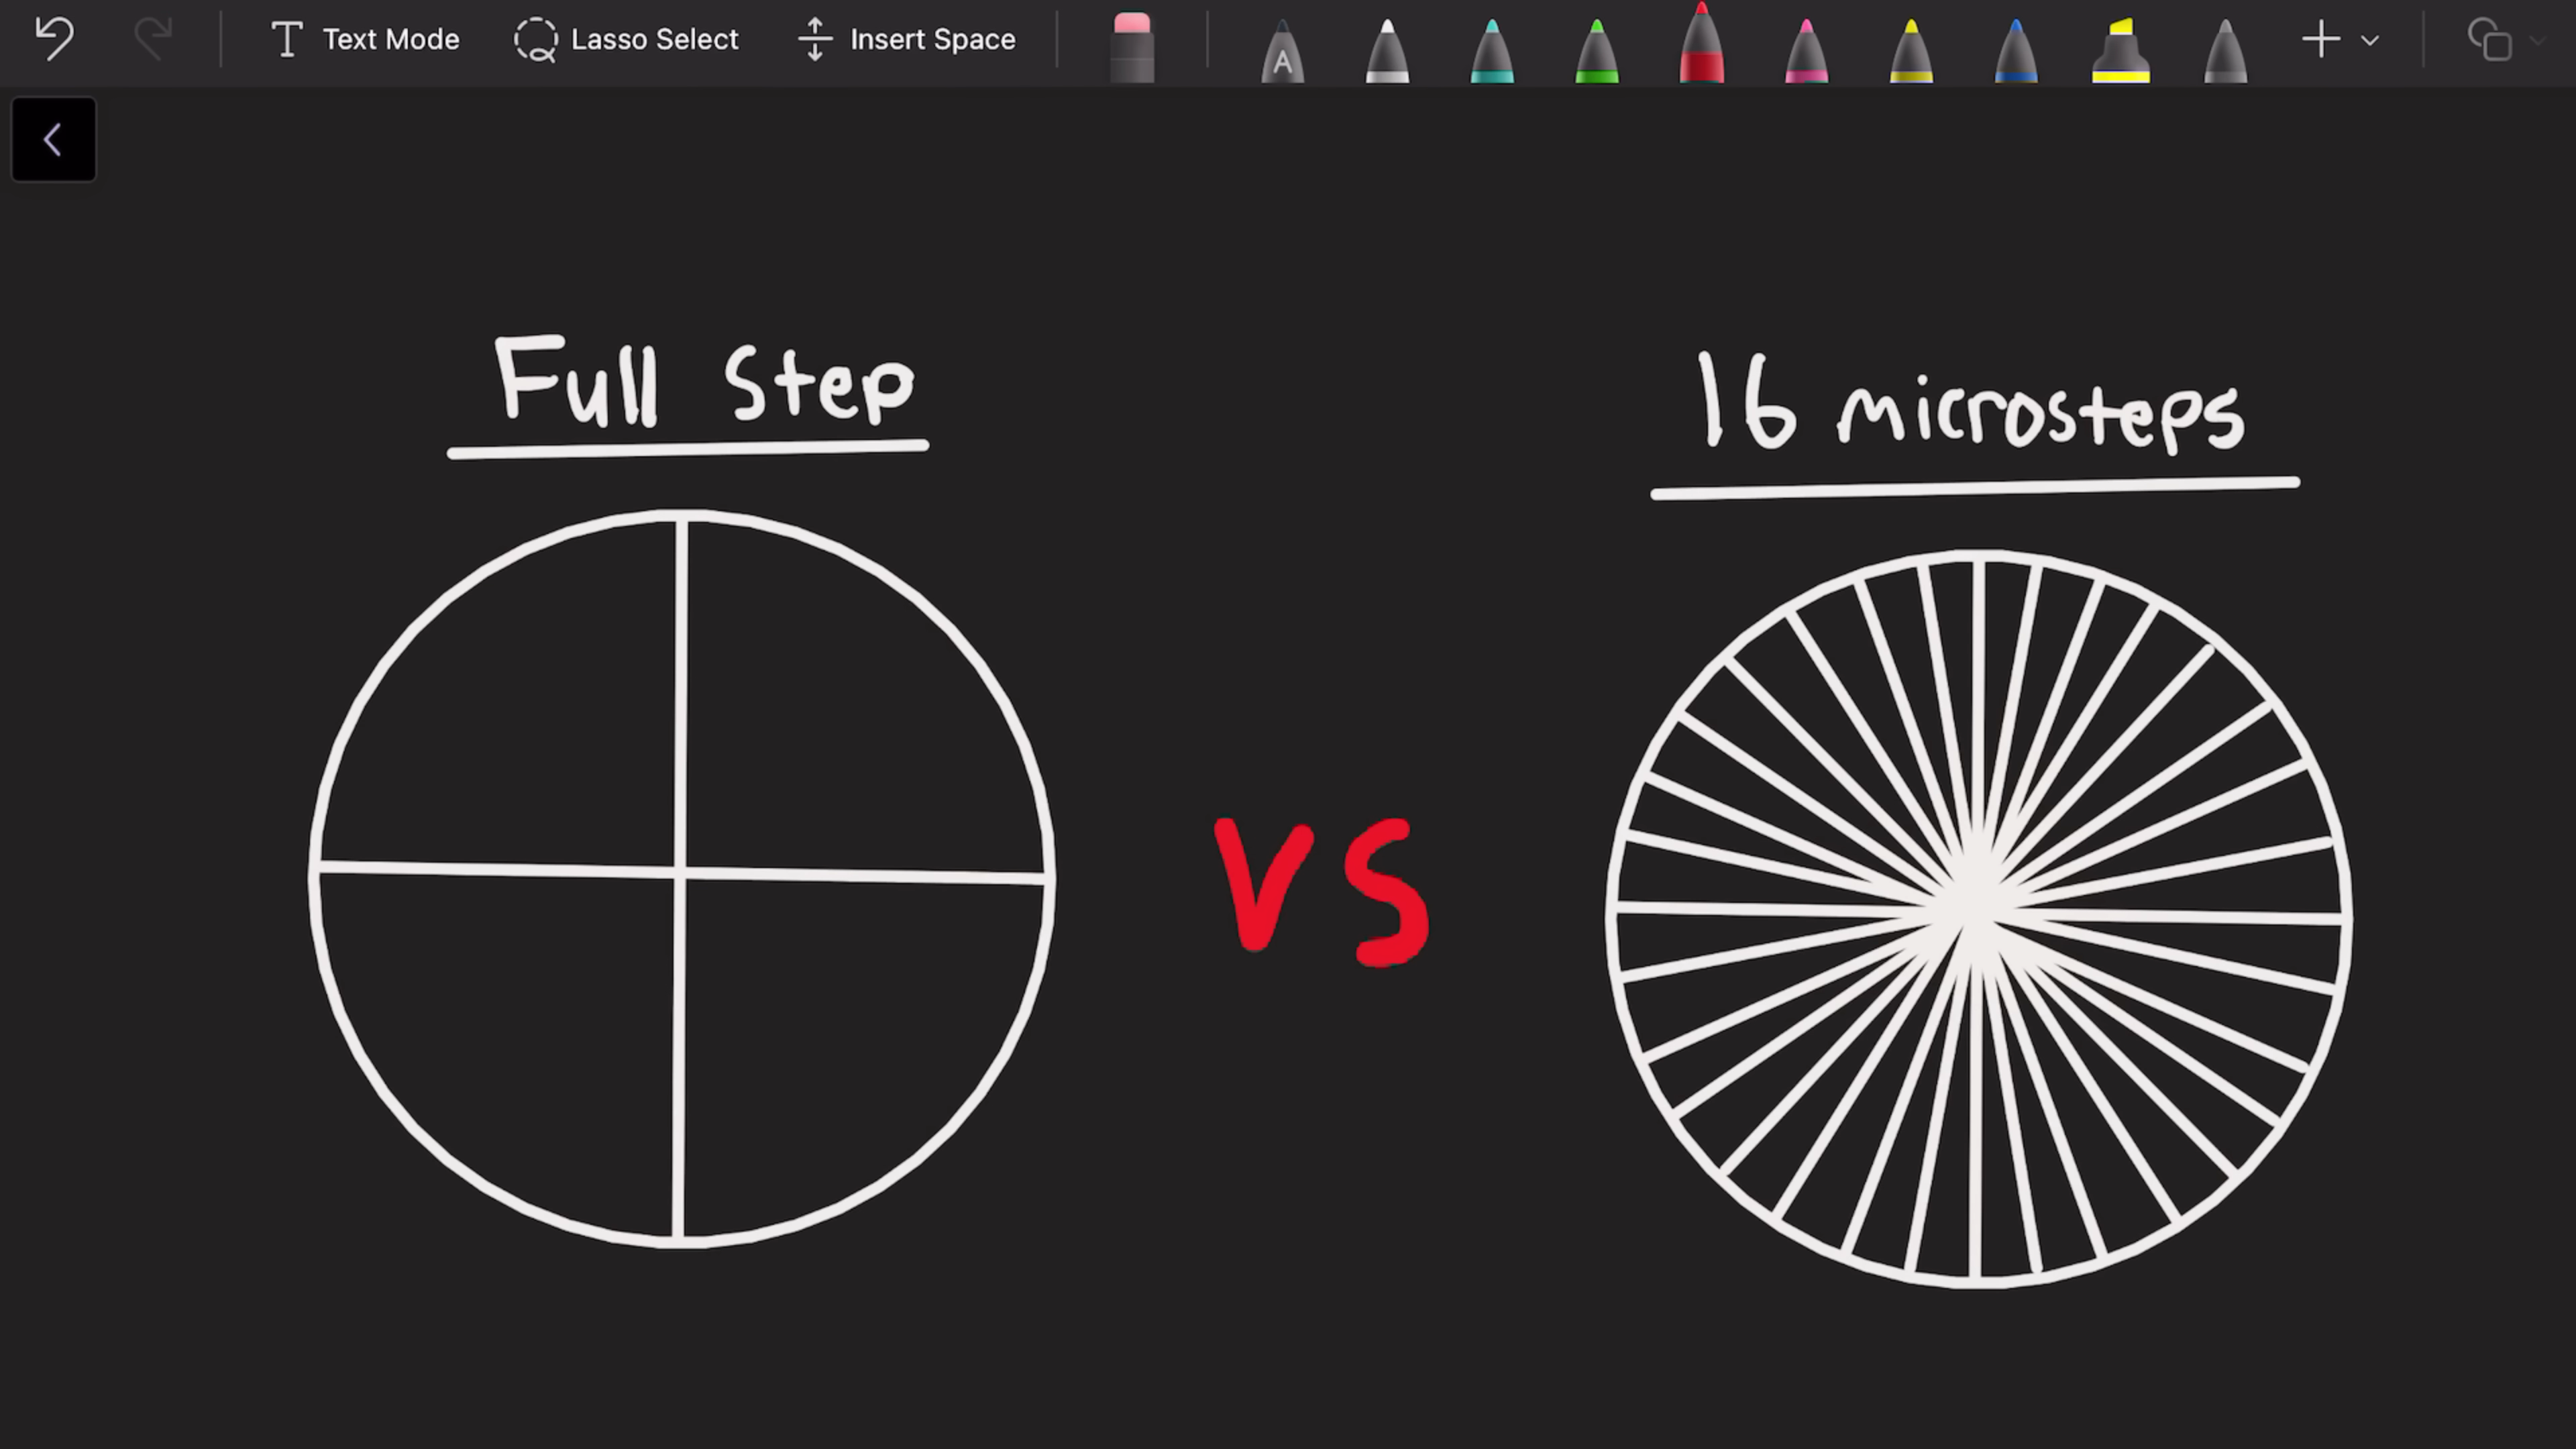 Text Mode
Lasso Select
Insert Space
A
Full Step
16 microsteps
VS